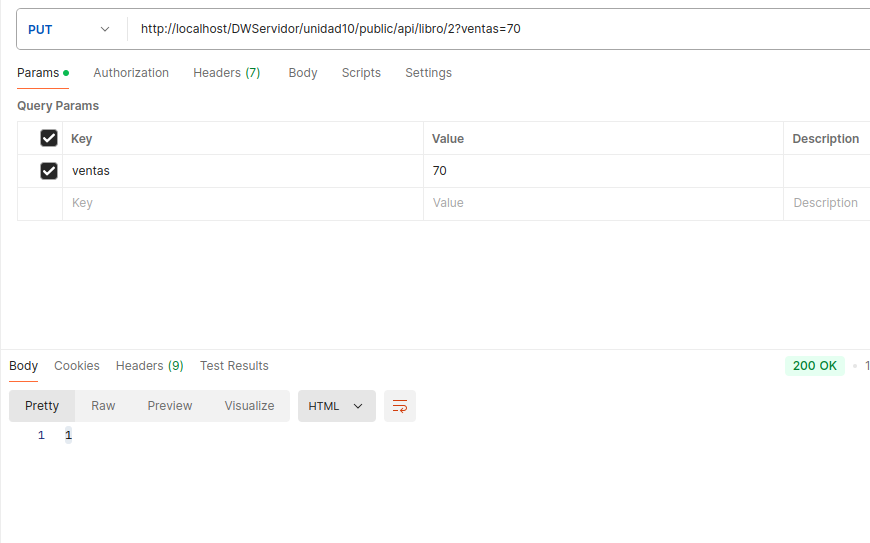 PUT http://localhost/DWServidor/unidad10/public/api/libro/2?ventas=70
Params Authorization Headers (7) Body Scripts Settings
Query Params
Key Value Description
ventas 70
Key Value Description
Body Cookies Headers (9) Test Results 200 OK 1
Pretty Raw Preview Visualize HTML
1 1